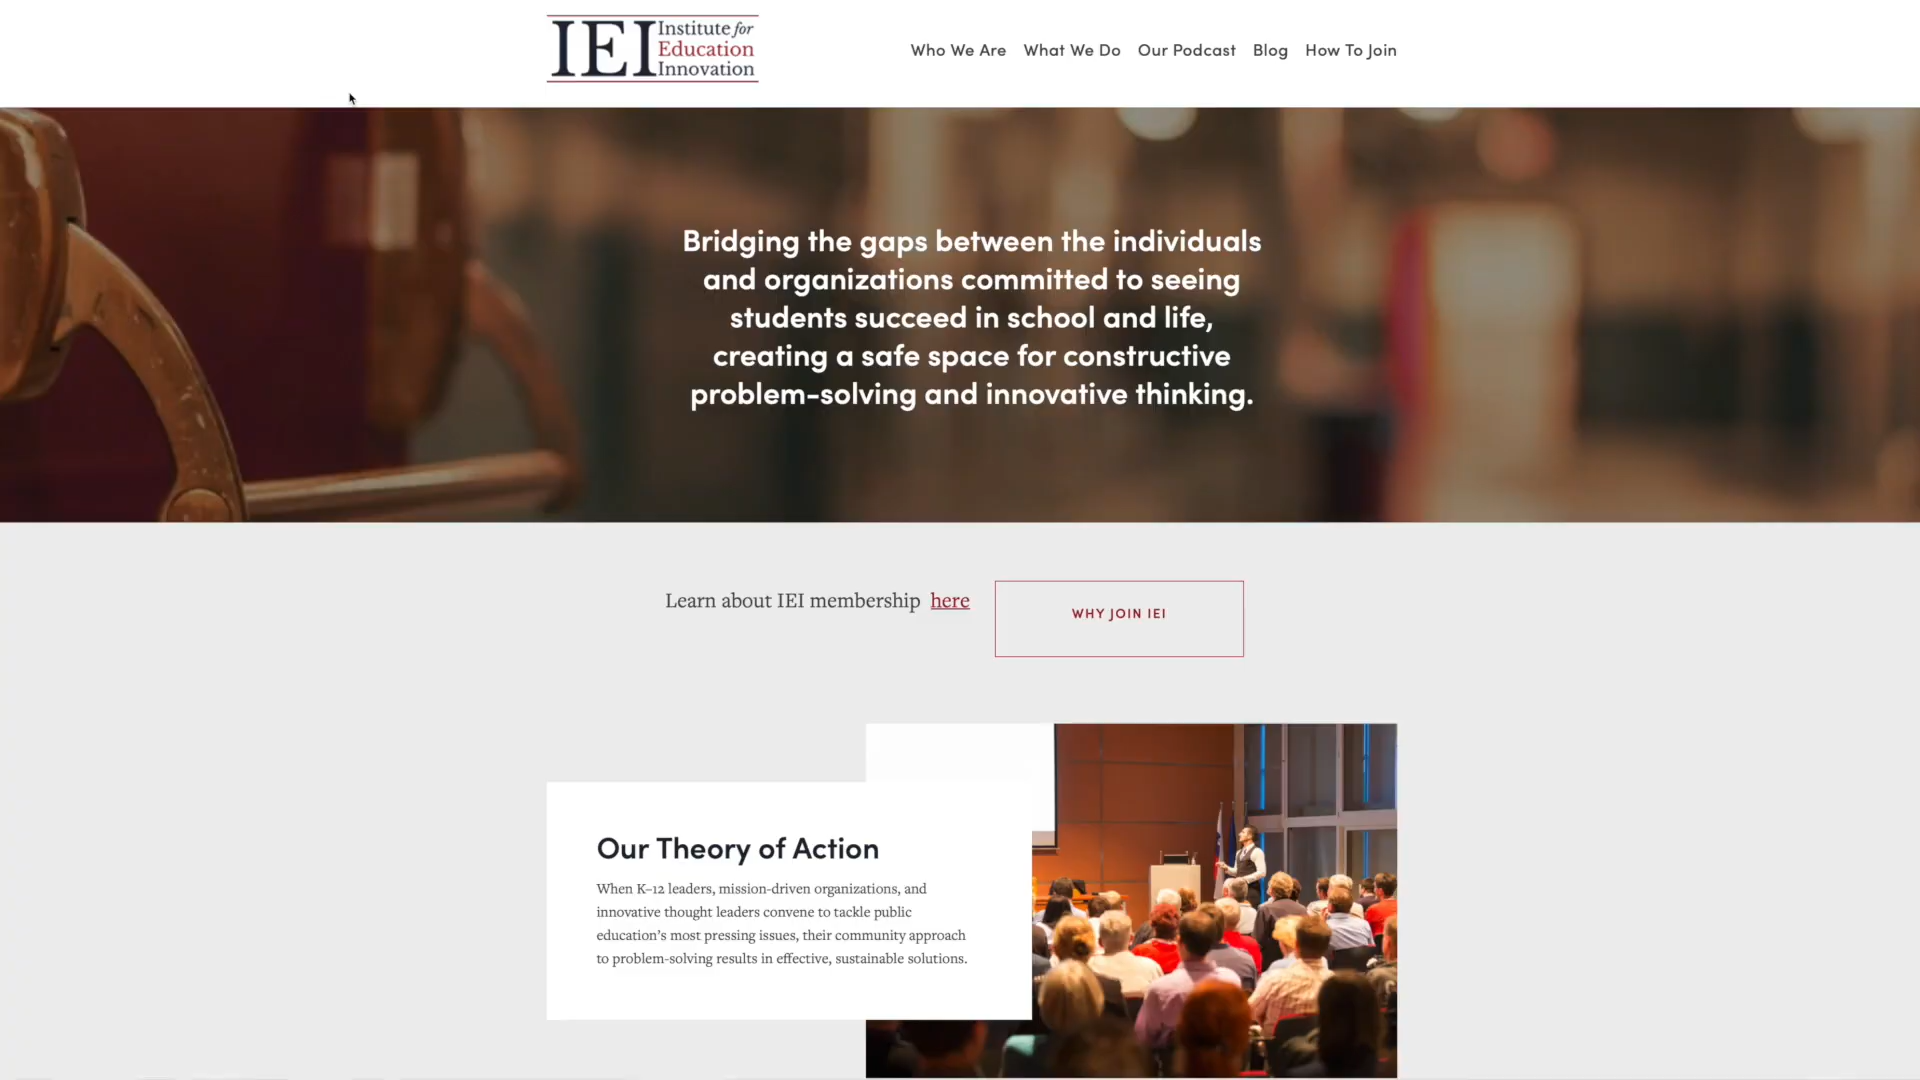 IEI Institute for
Education
Innovation
Who We Are What We Do Our Podcast Blog How To Join
Bridging the gaps between the individuals
and organizations committed to seeing
students succeed in school and life,
creating a safe space for constructive
problem-solving and innovative thinking.
Learn about IEI membership here
WHY JOIN IEI
Our Theory of Action
When K–12 leaders, mission-driven organizations, and
innovative thought leaders convene to tackle public
education's most pressing issues, their community approach
to problem-solving results in effective, sustainable solutions.